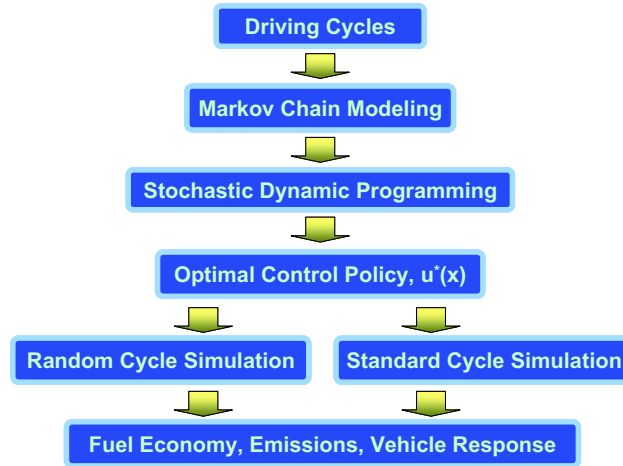 Driving Cycles
Markov Chain Modeling
Stochastic Dynamic Programming
Optimal Control Policy, u*(x)
Random Cycle Simulation
Standard Cycle Simulation
Fuel Economy, Emissions, Vehicle Response